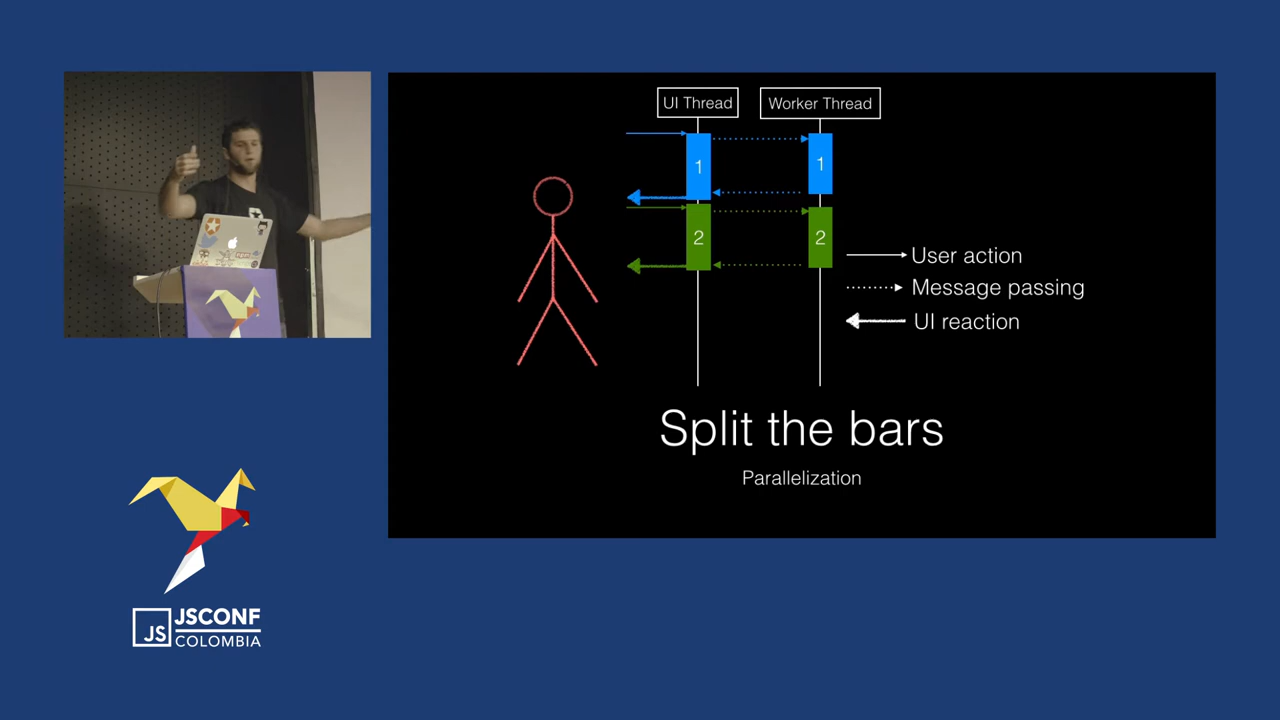 UI Thread
Worker Thread
1
1
2
2
User action
Message passing
UI reaction
Split the bars
Parallelization
JS
JSCONF
COLOMBIA